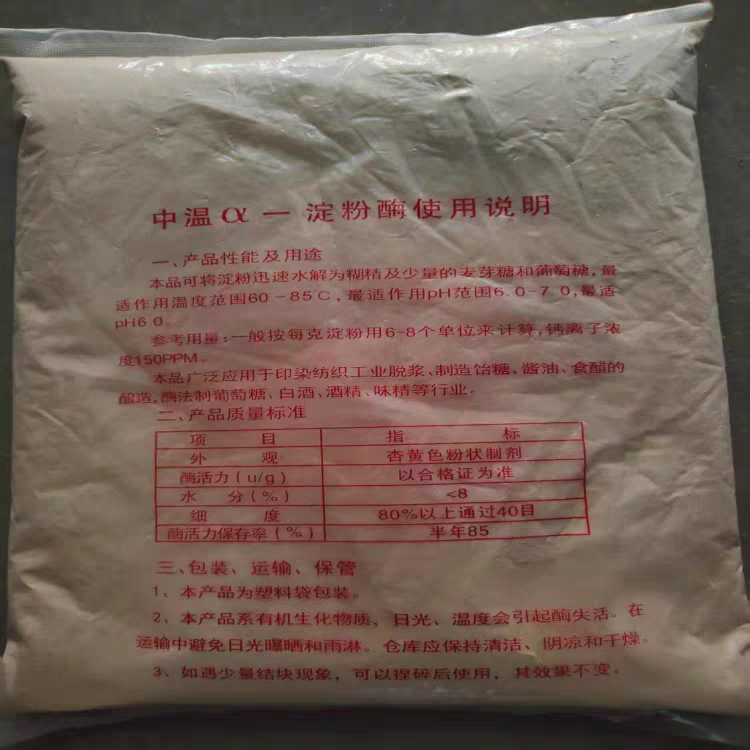 中温α－淀粉酶使用说明
一、产品性能及用途
本品可将淀粉迅速水解为糊精及少量的麦芽糖和葡萄糖,最
适作用温度范围60－85℃,最适作用pH范围6.0-7.0,最适
pH6.0。
参考用量:一般按每克淀粉用6-8个单位来计算,钙离子浓
度150PPM。
本品广泛应用于印染纺织工业脱浆、制造饴糖、酱油、食醋的
酿造,酶法制葡萄糖、白酒、酒精、味精等行业。
二、产品质量标准
项 目 指 标
外 观 杏黄色粉状制剂
酶活力(u/g) 以合格证为准
水 分(%) <8
细 度 80%以上通过40目
酶活力保存率(%) 半年85
三、包装、运输、保管
1、本产品为塑料袋包装。
2、本产品系有机生化物质，日光、温度会引起酶失活。在
运输中避免日光曝晒和雨淋。仓库应保持清洁、阴凉和干燥。
3、如遇少量结块现象，可以捏碎后使用，其效果不变。